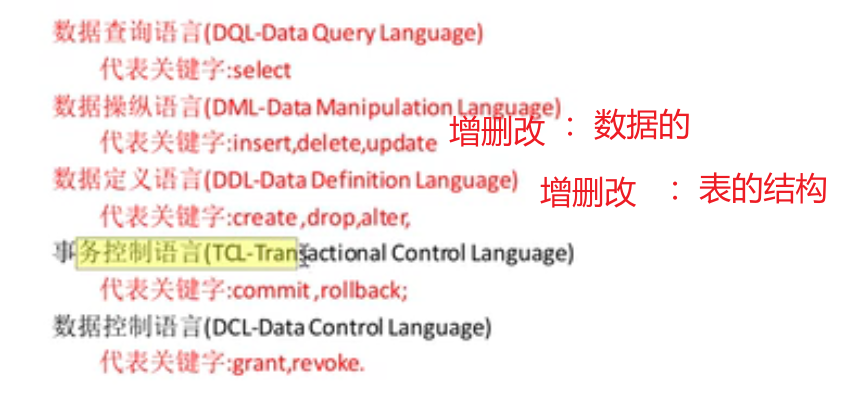 数据查询语言(DQL-Data Query Language)
代表关键字:select
数据操纵语言(DML-Data Manipulation Language)
代表关键字:insert,delete,update 增删改 ： 数据的
数据定义语言(DDL-Data Definition Language)
代表关键字:create ,drop,alter, 增删改 ： 表的结构
事务控制语言(TCL-Transactional Control Language)
代表关键字:commit ,rollback;
数据控制语言(DCL-Data Control Language)
代表关键字:grant,revoke.